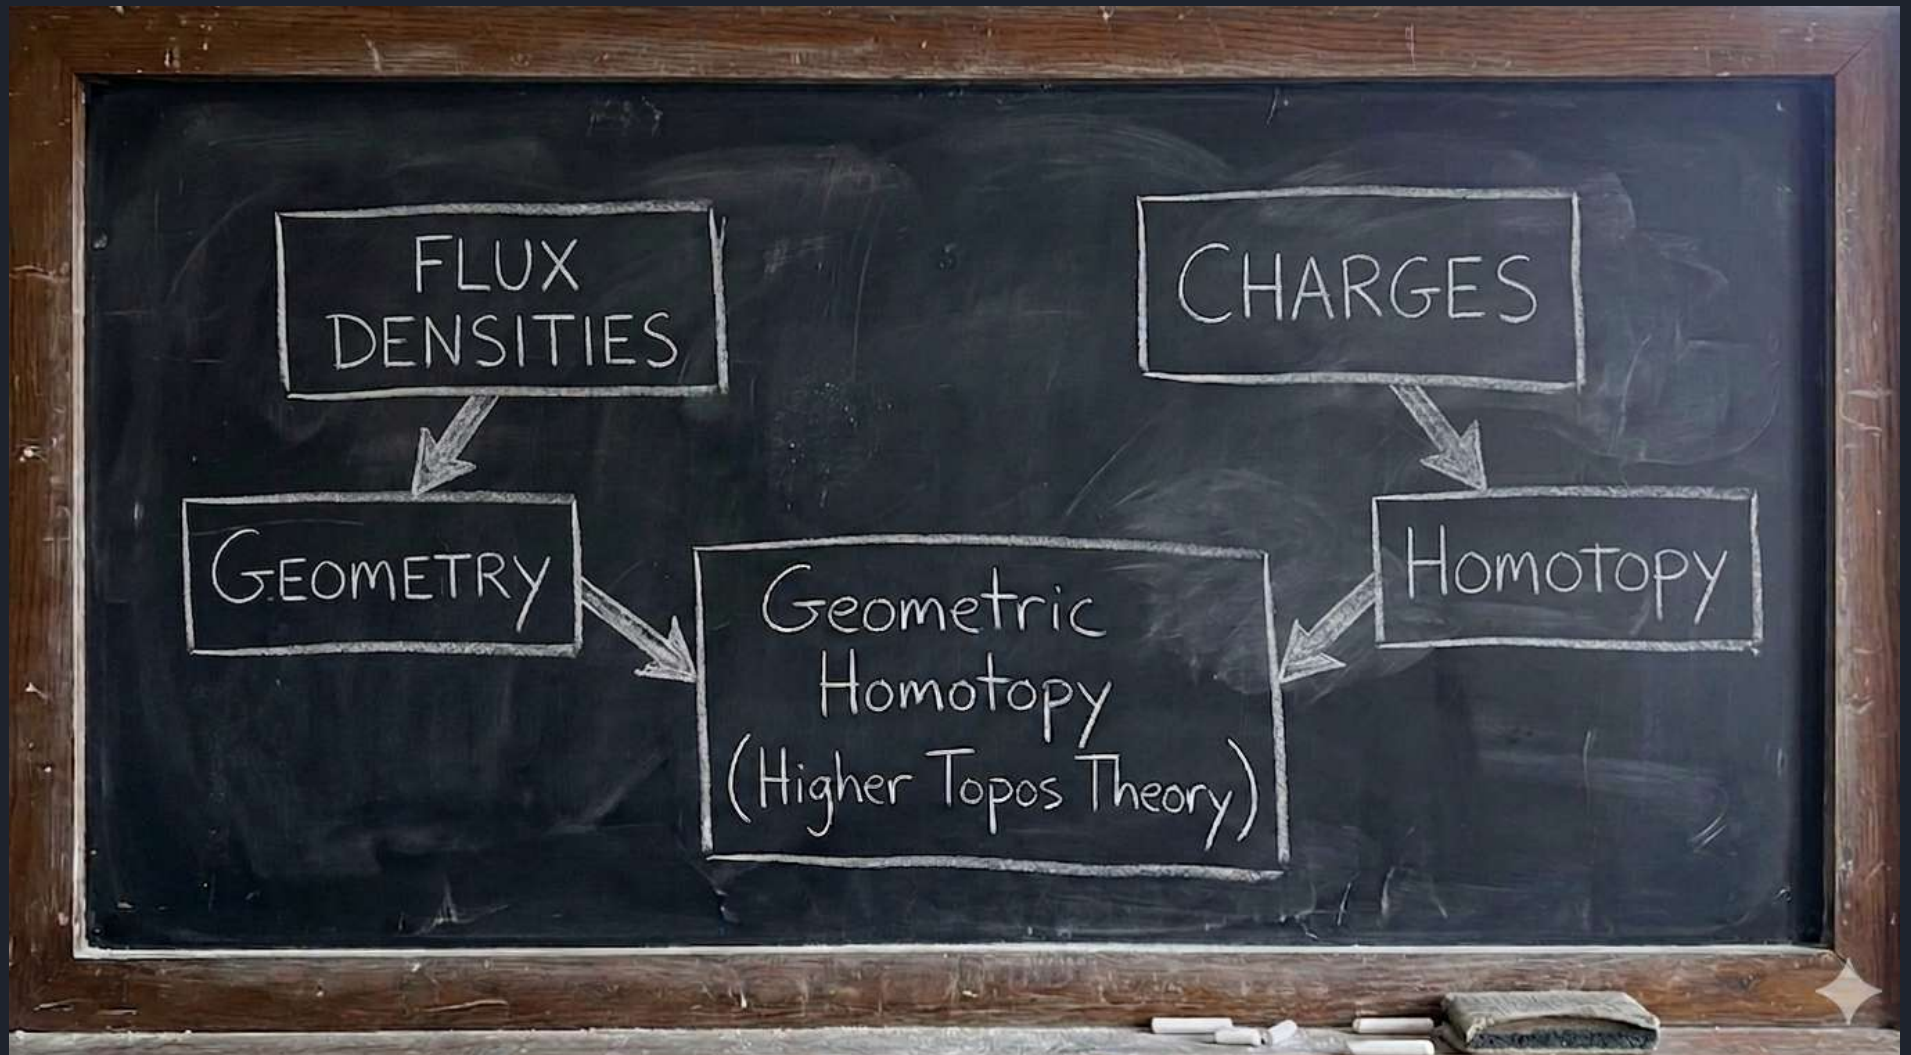 FLUX
DENSITIES
CHARGES
GEOMETRY
HOMOTOPY
Geometric
Homotopy
(Higher Topos Theory)